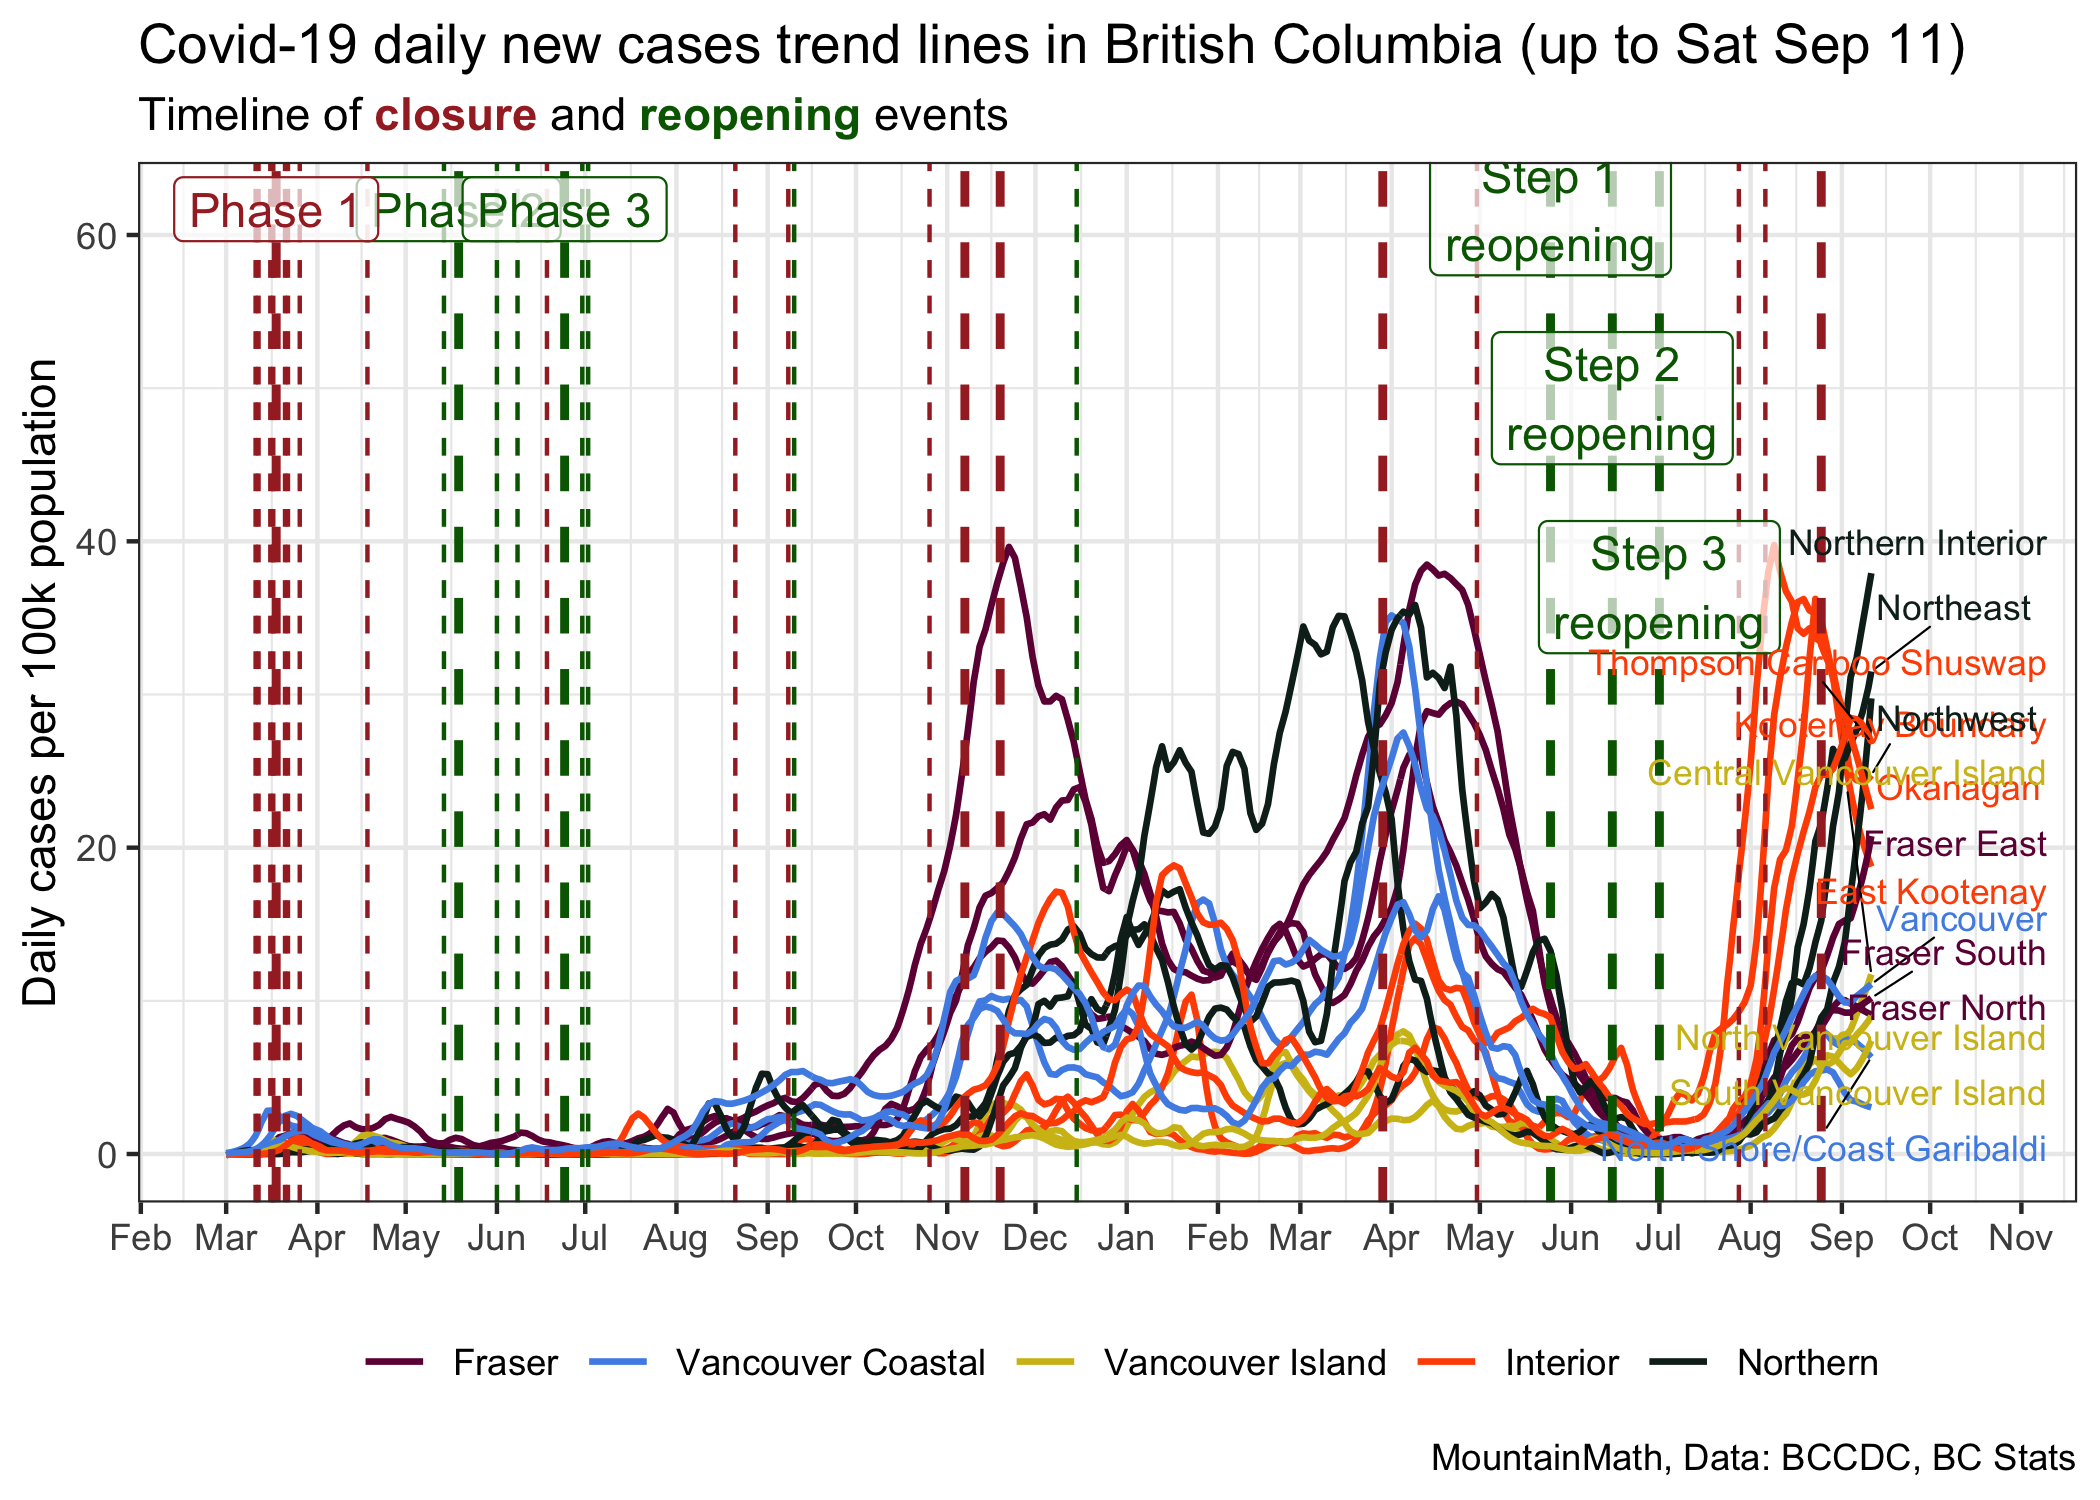 Covid-19 daily new cases trend lines in British Columbia (up to Sat Sep 11)
Timeline of closure and reopening events
Daily cases per 100k population
60
40
20
0
Phase 1
Phase 2
Phase 3
Step 1
reopening
Step 2
reopening
Step 3
reopening
Northern Interior
Northeast
Thompson Cariboo Shuswap
Northwest
Kootenay Boundary
Central Vancouver Island
Okanagan
Fraser East
East Kootenay
Vancouver
Fraser South
Fraser North
North Vancouver Island
South Vancouver Island
North Shore/Coast Garibaldi
Feb Mar Apr May Jun Jul Aug Sep Oct Nov Dec Jan Feb Mar Apr May Jun Jul Aug Sep Oct Nov
Fraser Vancouver Coastal Vancouver Island Interior Northern
MountainMath, Data: BCCDC, BC Stats